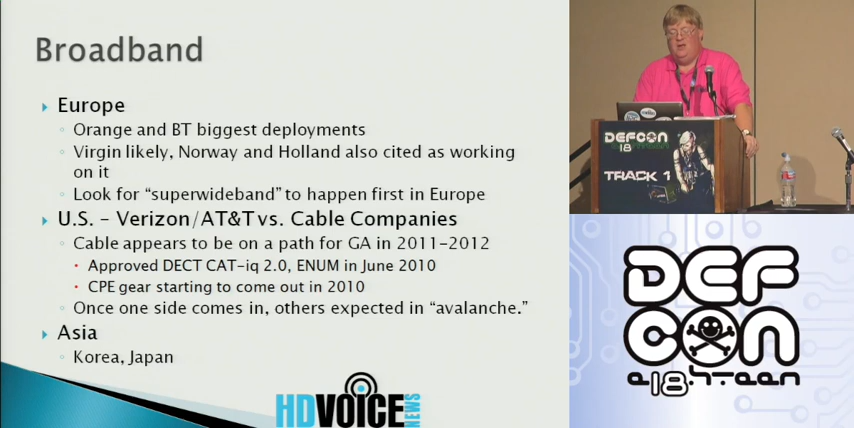 Broadband
Europe
Orange and BT biggest deployments
Virgin likely, Norway and Holland also cited as working
on it
Look for “superwideband” to happen first in Europe
U.S. – Verizon/AT&T vs. Cable Companies
Cable appears to be on a path for GA in 2011-2012
Approved DECT CAT-iq 2.0, ENUM in June 2010
CPE gear starting to come out in 2010
Once one side comes in, others expected in “avalanche.”
Asia
Korea, Japan
HDVOICE NEWS
DEFCON
18
TRACK 1
DEF
CON
e.18.h-teen